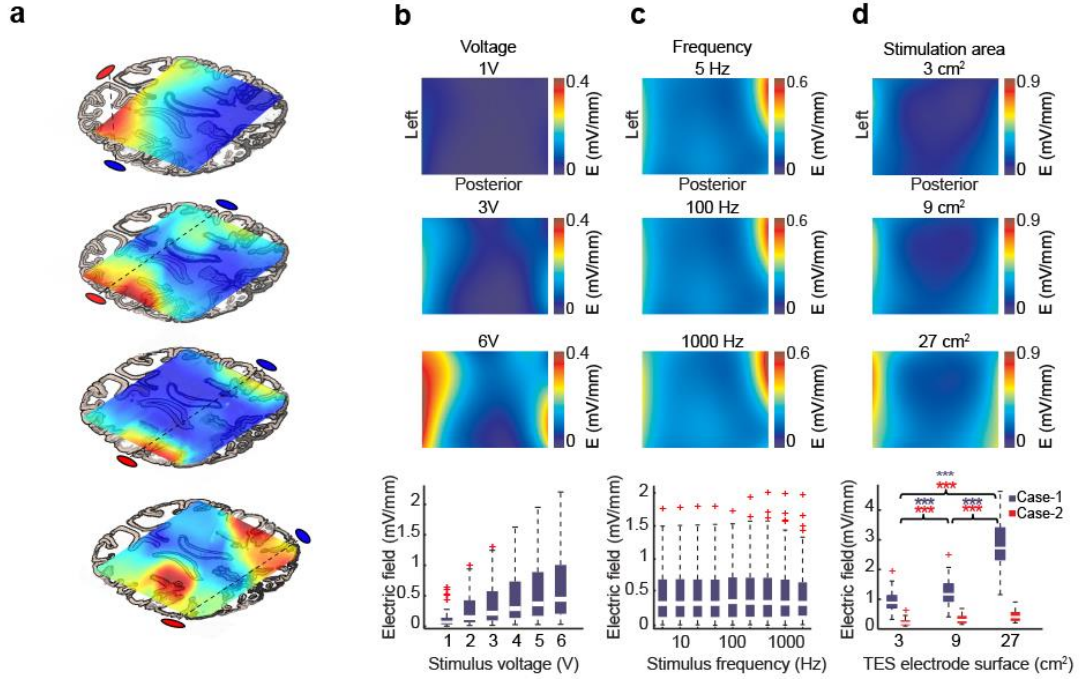 a
b
c
d
Voltage
1V
0.4
0
E (mV/mm)
Left
Posterior
3V
0.4
0
E (mV/mm)
6V
0.4
0
E (mV/mm)
Frequency
5 Hz
0.6
0
E (mV/mm)
Left
Posterior
100 Hz
0.6
0
E (mV/mm)
1000 Hz
0.6
0
E (mV/mm)
Stimulation area
3 cm²
0.9
0
E (mV/mm)
Left
Posterior
9 cm²
0.9
0
E (mV/mm)
27 cm²
0.9
0
E (mV/mm)
Electric field (mV/mm)
2
1.5
1
0.5
0
1 2 3 4 5 6
Stimulus voltage (V)
Electric field (mV/mm)
2
1.5
1
0.5
0
10 100 1000
Stimulus frequency (Hz)
Electric field (mV/mm)
4
3
2
1
0
***
***
*** ***
*** ***
Case-1
Case-2
3 9 27
TES electrode surface (cm²)